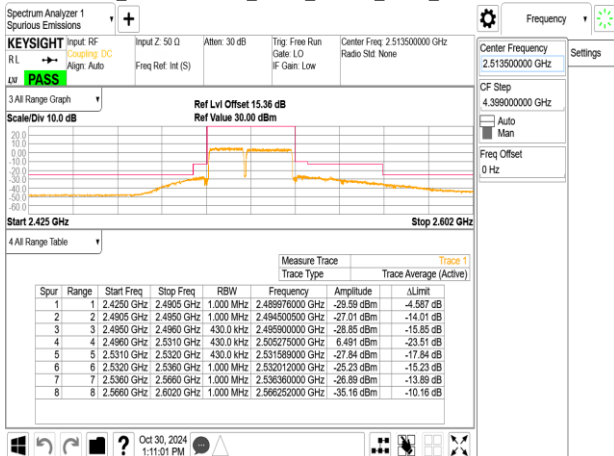 Spectrum Analyzer 1
Spurious Emissions
+
Frequency
KEYSIGHT Input: RF Input Z: 50 Ω Atten: 30 dB Trig: Free Run Center Freq: 2.513500000 GHz
RL Coupling: DC Gate: LO Radio Std: None
Align: Auto Freq Ref: Int (S) IF Gain: Low
LXI PASS
Center Frequency
2.513500000 GHz
Settings
CF Step
4.399000000 GHz
Auto
Man
Freq Offset
0 Hz
3 All Range Graph
Ref Lvl Offset 15.36 dB
Scale/Div 10.0 dB Ref Value 30.00 dBm
20.0
10.0
0.00
-10.0
-20.0
-30.0
-40.0
-50.0
-60.0
Start 2.425 GHz Stop 2.602 GHz
4 All Range Table
Measure Trace Trace 1
Trace Type Trace Average (Active)
Spur Range Start Freq Stop Freq RBW Frequency Amplitude ΔLimit
1 1 2.4250 GHz 2.4905 GHz 1.000 MHz 2.489976000 GHz -29.59 dBm -4.587 dB
2 2 2.4905 GHz 2.4950 GHz 1.000 MHz 2.494500500 GHz -27.01 dBm -14.01 dB
3 3 2.4950 GHz 2.4960 GHz 430.0 kHz 2.495900000 GHz -28.85 dBm -15.85 dB
4 4 2.4960 GHz 2.5310 GHz 430.0 kHz 2.505275000 GHz 6.491 dBm -23.51 dB
5 5 2.5310 GHz 2.5320 GHz 430.0 kHz 2.531589000 GHz -27.84 dBm -17.84 dB
6 6 2.5320 GHz 2.5360 GHz 1.000 MHz 2.532012000 GHz -25.23 dBm -15.23 dB
7 7 2.5360 GHz 2.5660 GHz 1.000 MHz 2.536360000 GHz -26.89 dBm -13.89 dB
8 8 2.5660 GHz 2.6020 GHz 1.000 MHz 2.566252000 GHz -35.16 dBm -10.16 dB
? Oct 30, 2024
1:11:01 PM